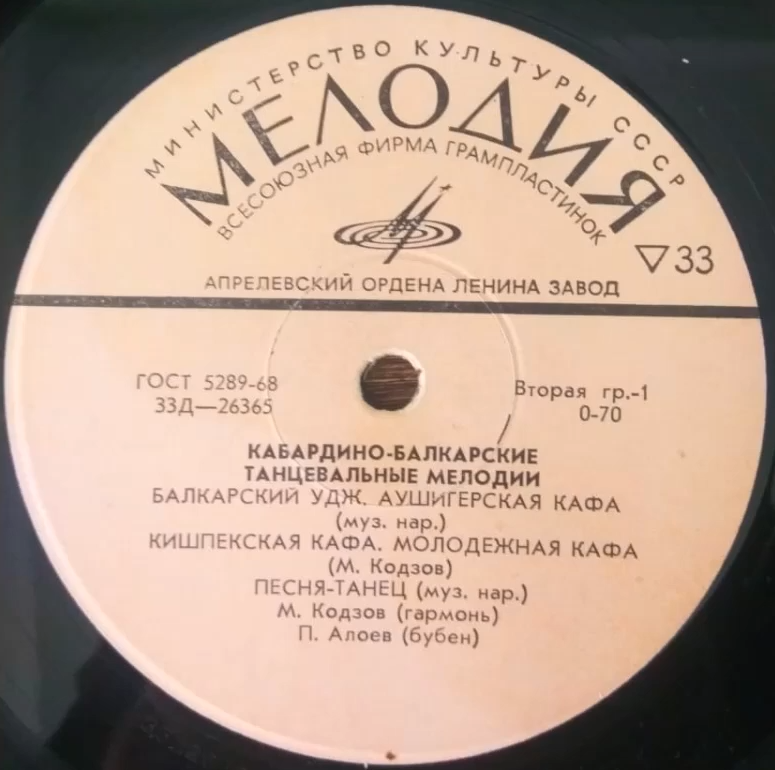 МИНИСТЕРСТВО КУЛЬТУРЫ СССР
МЕЛОДИЯ
ВСЕСОЮЗНАЯ ФИРМА ГРАМПЛАСТИНОК
▽33
АПРЕЛЕВСКИЙ ОРДЕНА ЛЕНИНА ЗАВОД
ГОСТ 5289-68
33Д—26365
Вторая гр.-1
0-70
КАБАРДИНО-БАЛКАРСКИЕ
ТАНЦЕВАЛЬНЫЕ МЕЛОДИИ
БАЛКАРСКИЙ УДЖ. АУШИГЕРСКАЯ КАФА
(муз. нар.)
КИШПЕКСКАЯ КАФА. МОЛОДЕЖНАЯ КАФА
(М. Кодзов)
ПЕСНЯ-ТАНЕЦ (муз. нар.)
М. Кодзов (гармонь)
П. Алоев (бубен)